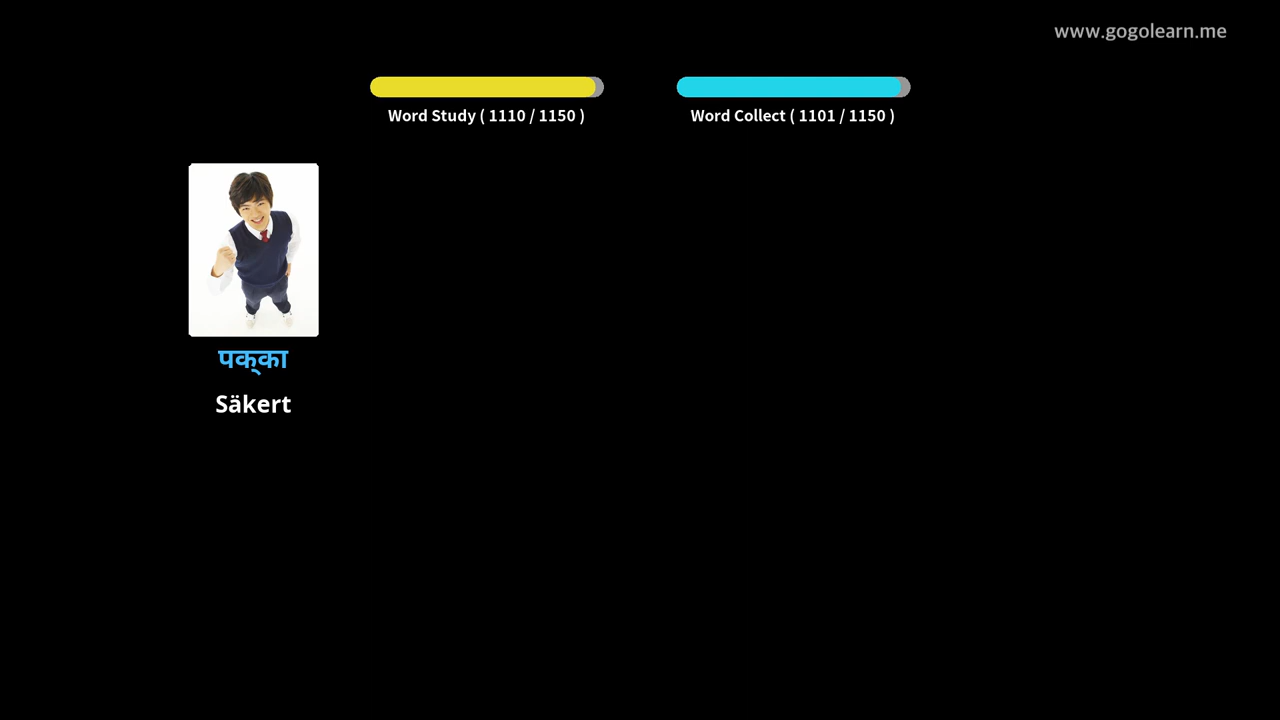 www.gogolearn.me
Word Study ( 1110 / 1150 )
Word Collect ( 1101 / 1150 )
पक्का
Säkert